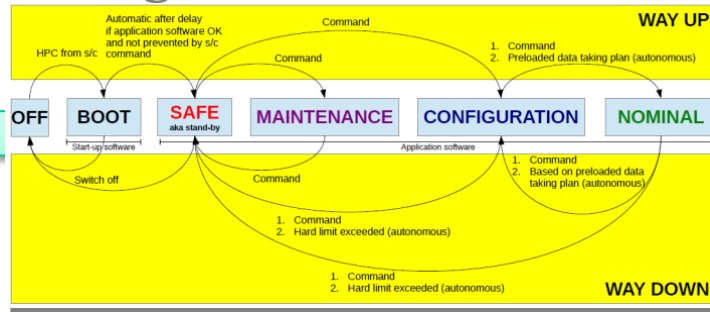 WAY UP
Automatic after delay
if application software OK
and not prevented by s/c
command
HPC from s/c
Command
Command
1. Command
2. Preloaded data taking plan (autonomous)
OFF
BOOT
SAFE
aka stand-by
MAINTENANCE
CONFIGURATION
NOMINAL
Start-up software
Application software
Switch off
Command
1. Command
2. Based on preloaded data
taking plan (autonomous)
1. Command
2. Hard limit exceeded (autonomous)
1. Command
2. Hard limit exceeded (autonomous)
WAY DOWN